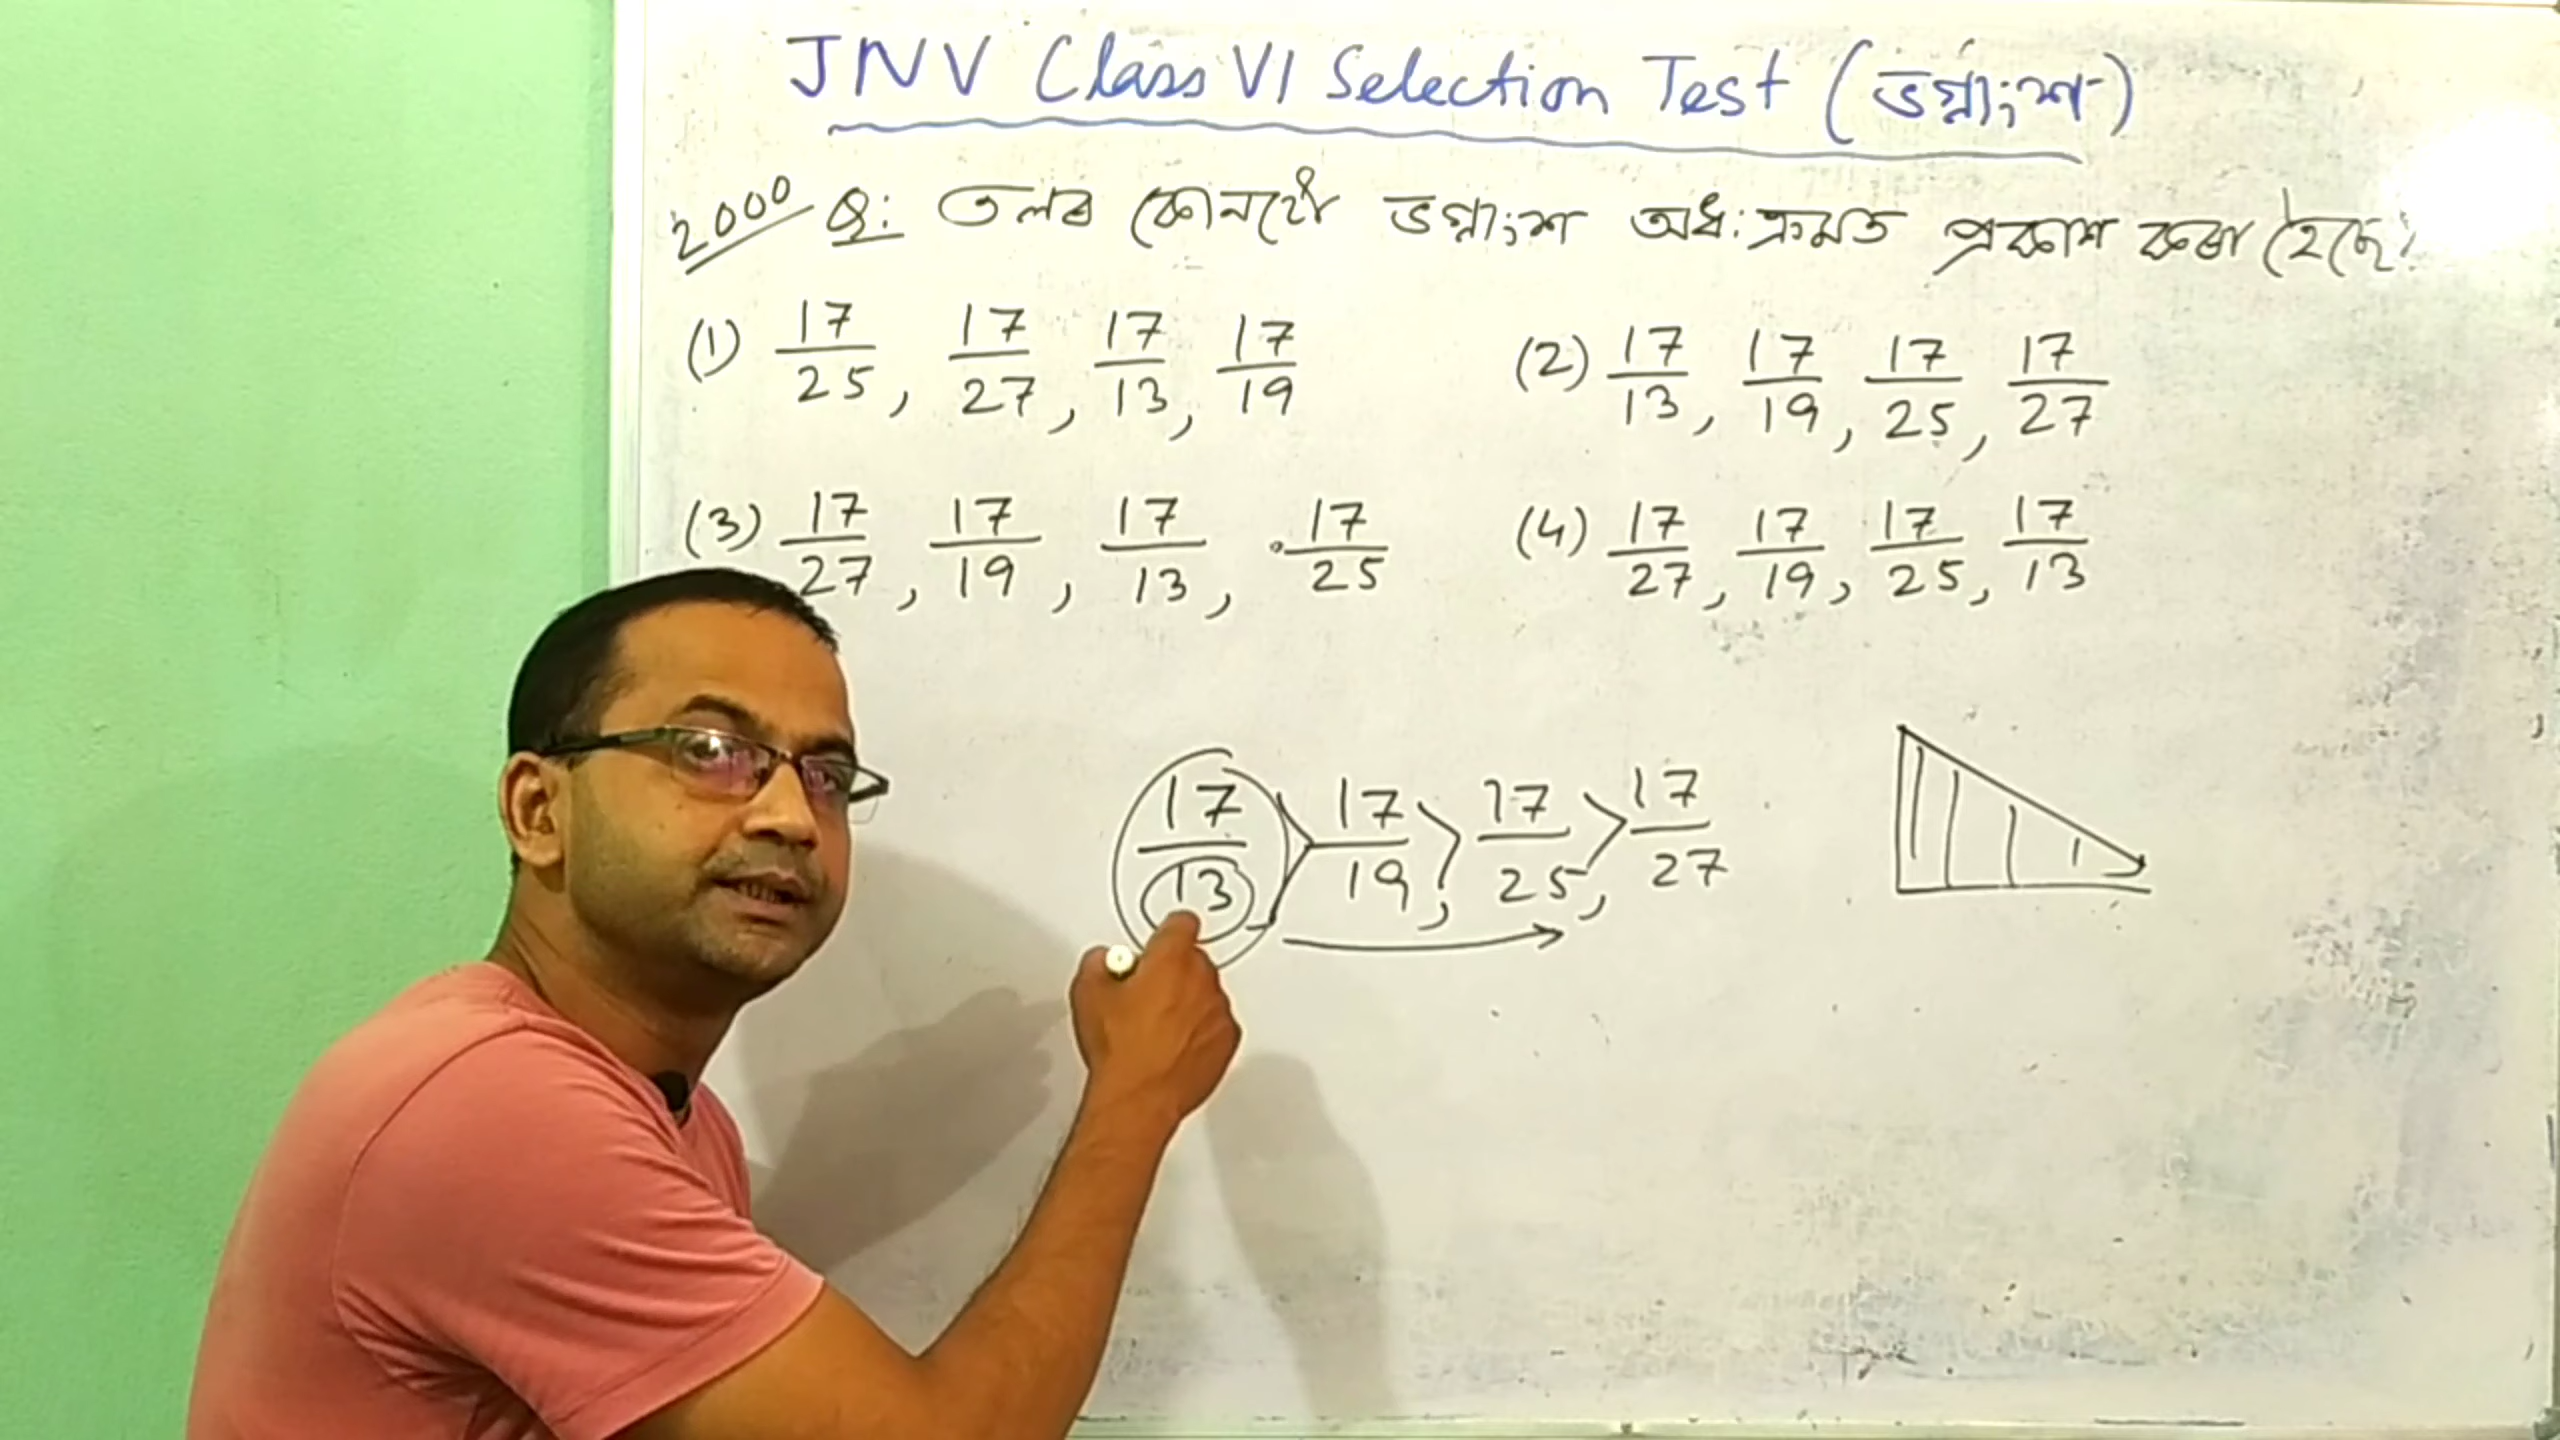 JNV Class VI Selection Test (ভগ্নাংশ)
2000 Q: তলৰ কোনটো ভগ্নাংশ অধঃক্ৰমত প্ৰকাশ কৰা হৈছে?
(1) 17/25, 17/27, 17/13, 17/19 (2) 17/13, 17/19, 17/25, 17/27
(3) 17/27, 17/19, 17/13, 17/25 (4) 17/27, 17/19, 17/25, 17/13
17/13 > 17/19 > 17/25 > 17/27